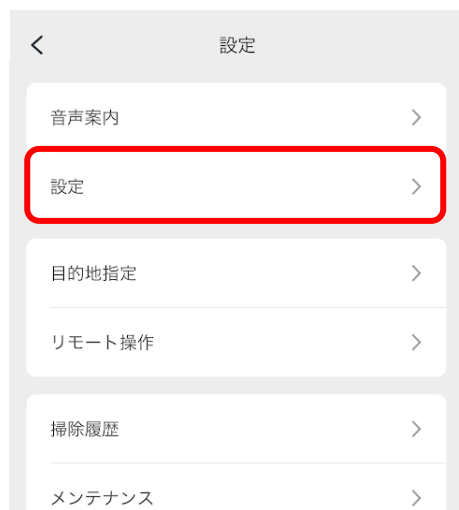 設定
音声案内
設定
目的地指定
リモート操作
掃除履歴
メンテナンス